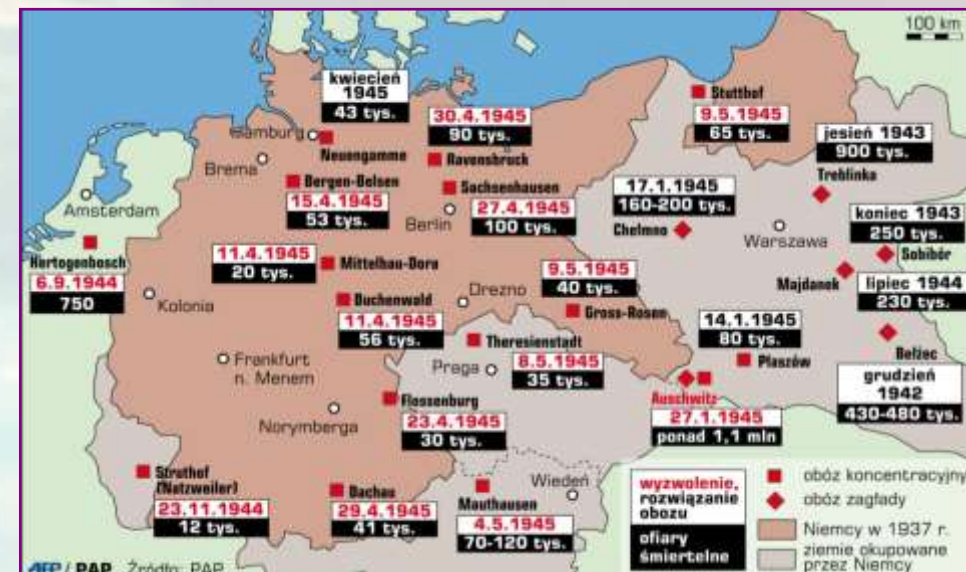 100 km
kwiecień
1945
43 tys.
Hamburg
Neuengamme
Brema
30.4.1945
90 tys.
Ravensbruck
Stutthof
9.5.1945
65 tys.
jesień 1943
900 tys.
Treblinka
Amsterdam
Bergen-Belsen
15.4.1945
53 tys.
Sachsenhausen
27.4.1945
100 tys.
Berlin
17.1.1945
160-200 tys.
Chelmno
Warszawa
koniec 1943
250 tys.
Sobibór
Hertogenbosch
6.9.1944
750
Kolonia
11.4.1945
20 tys.
Mittelbau-Dora
Drezno
9.5.1945
40 tys.
Gross-Rosen
Majdanek
lipiec 1944
230 tys.
Buchenwald
11.4.1945
56 tys.
Theresienstadt
8.5.1945
35 tys.
Praga
14.1.1945
80 tys.
Płaszów
Bełżec
grudzień
1942
430-480 tys.
Frankfurt
n. Menem
Norymberga
Flossenburg
23.4.1945
30 tys.
Auschwitz
27.1.1945
ponad 1,1 mln
Struthof
(Natzweiler)
23.11.1944
12 tys.
Dachau
29.4.1945
41 tys.
Mauthausen
4.5.1945
70-120 tys.
Wiedeń
wyzwolenie,
rozwiązanie
obozu
ofiary
śmiertelne
obóz koncentracyjny
obóz zagłady
Niemcy w 1937 r.
ziemie okupowane
przez Niemcy
AFP / PAP Źródło: PAP